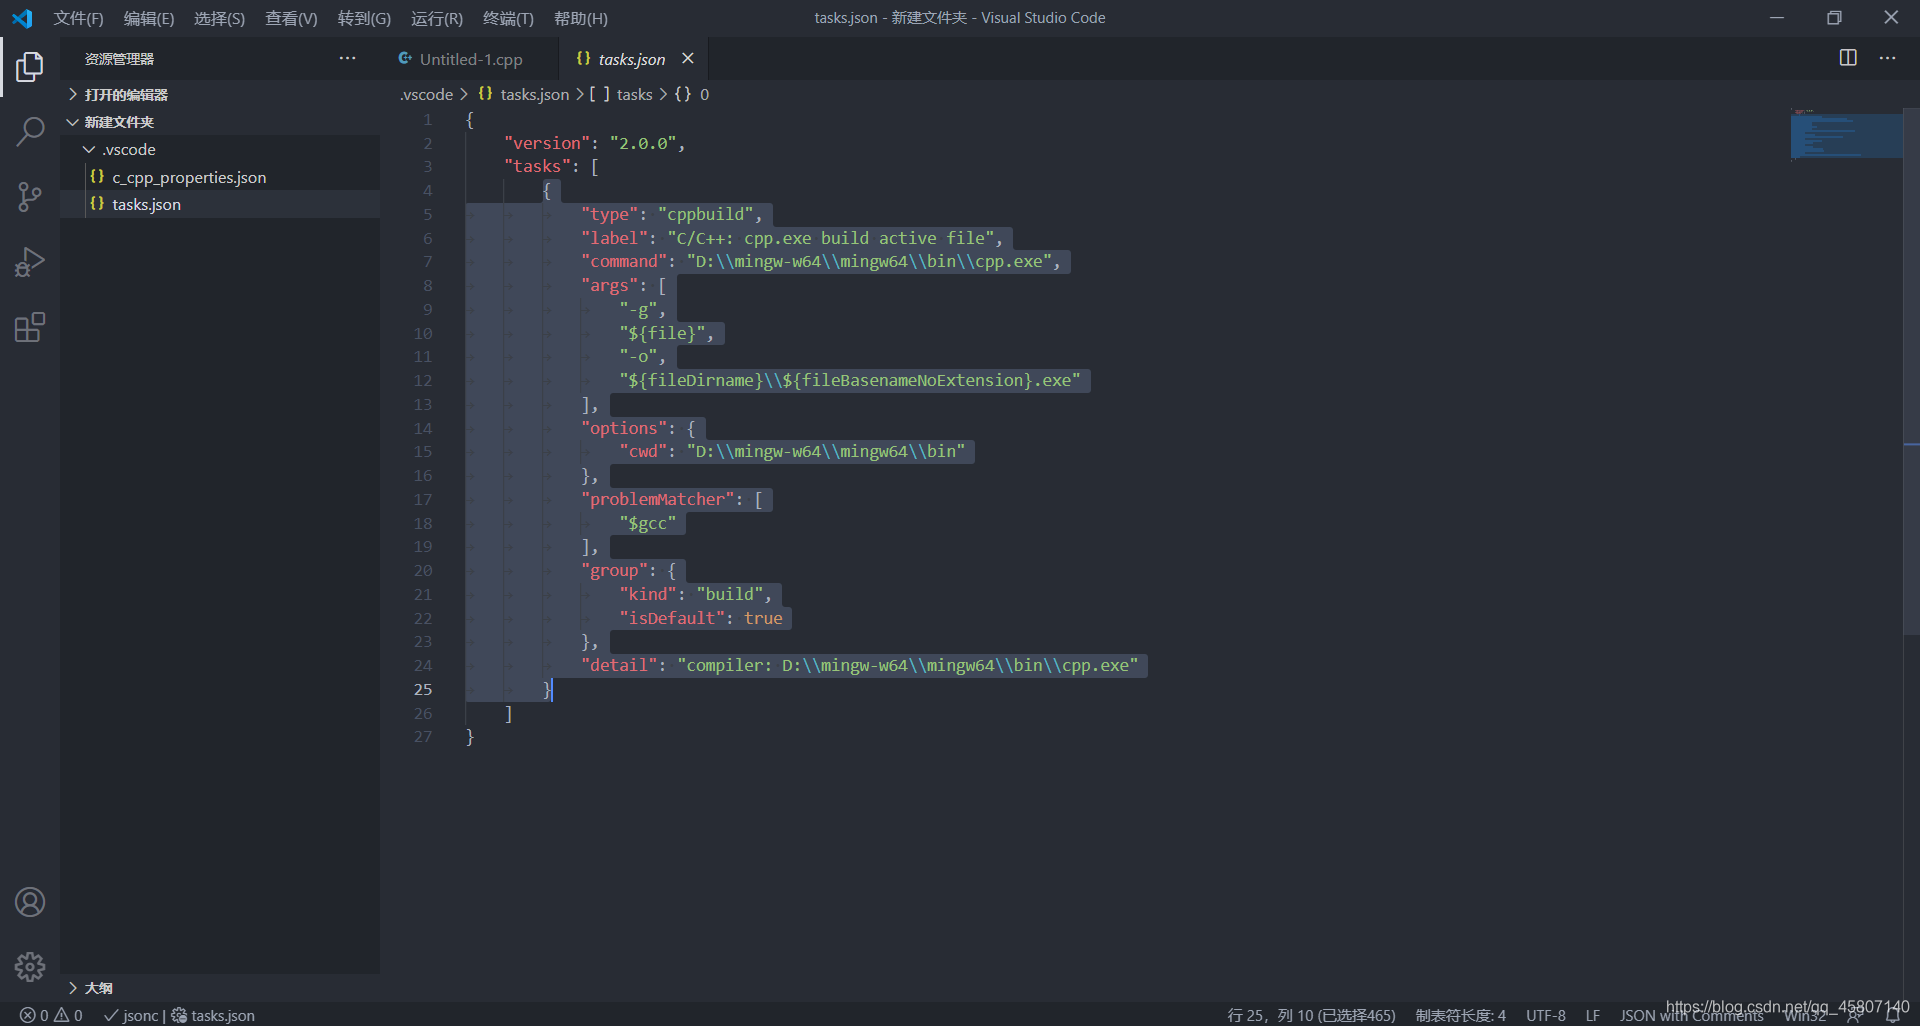 文件(F) 编辑(E) 选择(S) 查看(V) 转到(G) 运行(R) 终端(T) 帮助(H) tasks.json - 新建文件夹 - Visual Studio Code
资源管理器
Untitled-1.cpp
{} tasks.json
打开的编辑器
新建文件夹
.vscode
{} c_cpp_properties.json
{} tasks.json
大纲
.vscode > {} tasks.json > [ ] tasks > {} 0
1 {
2 "version": "2.0.0",
3 "tasks": [
4 {
5 "type": "cppbuild",
6 "label": "C/C++: cpp.exe build active file",
7 "command": "D:\\mingw-w64\\mingw64\\bin\\cpp.exe",
8 "args": [
9 "-g",
10 "${file}",
11 "-o",
12 "${fileDirname}\\${fileBasenameNoExtension}.exe"
13 ],
14 "options": {
15 "cwd": "D:\\mingw-w64\\mingw64\\bin"
16 },
17 "problemMatcher": [
18 "$gcc"
19 ],
20 "group": {
21 "kind": "build",
22 "isDefault": true
23 },
24 "detail": "compiler: D:\\mingw-w64\\mingw64\\bin\\cpp.exe"
25 }
26 ]
27 }
0 0 jsonc | tasks.json
行 25，列 10 (已选择465) 制表符长度: 4 UTF-8 LF JSON with Comments Win32
https://blog.csdn.net/qq_45807140